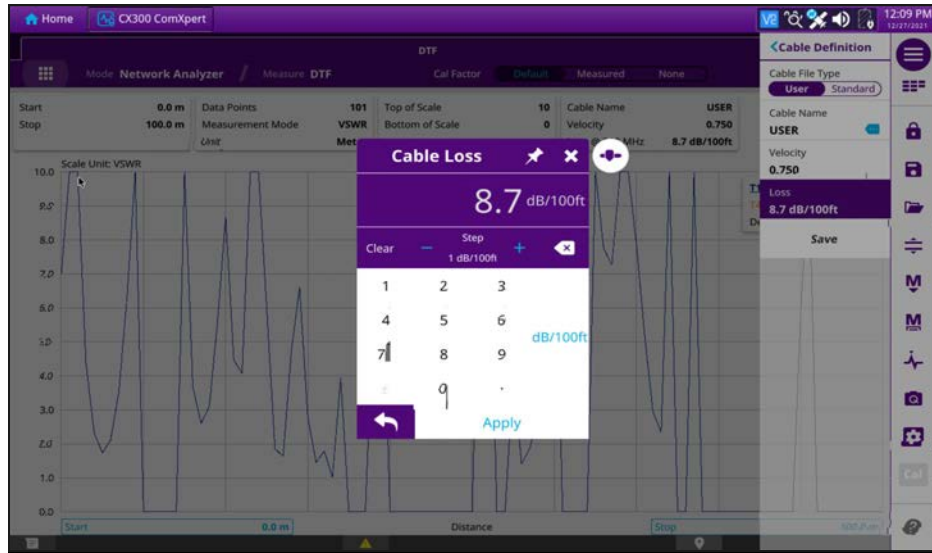 Home
CX300 ComXpert
V2
12:09 PM
12/27/2021
DTF
Mode Network Analyzer / Measure DTF
Cal Factor Default Measured None
Start 0.0 m
Stop 100.0 m
Data Points 101
Measurement Mode VSWR
Unit Met
Top of Scale 10
Bottom of Scale 0
Cable Name USER
Velocity 0.750
MHz 8.7 dB/100ft
Scale Unit: VSWR
10.0
9.0
8.0
7.0
6.0
5.0
4.0
3.0
2.0
1.0
0.0
Start 0.0 m
Distance
Stop
Cable Loss
8.7 dB/100ft
Clear − Step +
1 dB/100ft
1 2 3
4 5 6
dB/100ft
7 8 9
± 0 .
Apply
Cable Definition
Cable File Type
User Standard
Cable Name
USER
Velocity
0.750
Loss
8.7 dB/100ft
Save
M
M
Cal